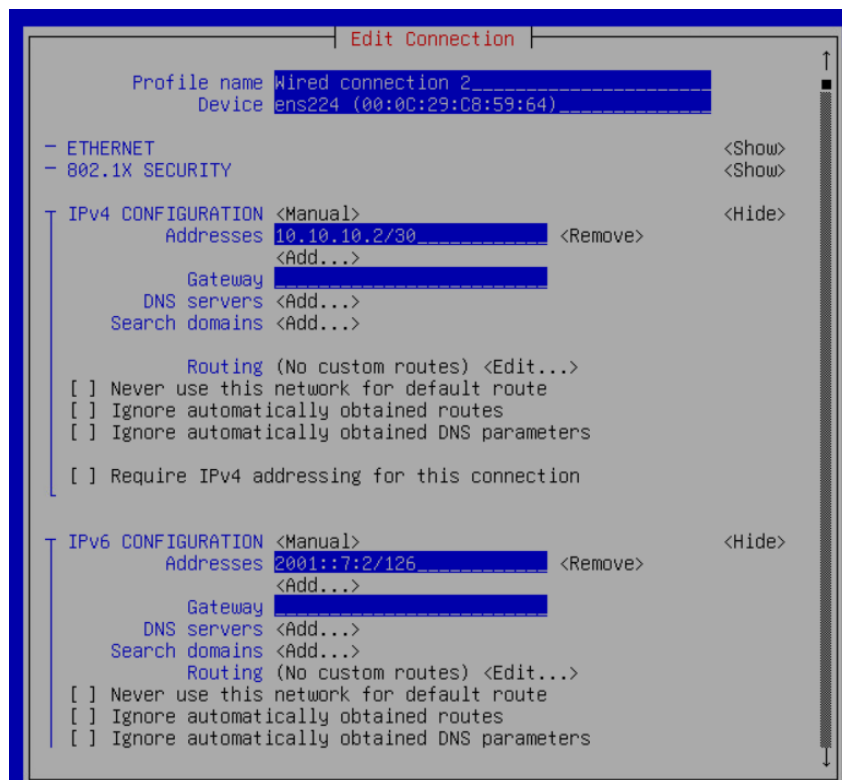 Edit Connection
Profile name Wired connection 2
Device ens224 (00:0C:29:C8:59:64)
ETHERNET <Show>
802.1X SECURITY <Show>
IPv4 CONFIGURATION <Manual> <Hide>
Addresses 10.10.10.2/30 <Remove>
<Add...>
Gateway
DNS servers <Add...>
Search domains <Add...>
Routing (No custom routes) <Edit...>
[ ] Never use this network for default route
[ ] Ignore automatically obtained routes
[ ] Ignore automatically obtained DNS parameters
[ ] Require IPv4 addressing for this connection
IPv6 CONFIGURATION <Manual> <Hide>
Addresses 2001::7:2/126 <Remove>
<Add...>
Gateway
DNS servers <Add...>
Search domains <Add...>
Routing (No custom routes) <Edit...>
[ ] Never use this network for default route
[ ] Ignore automatically obtained routes
[ ] Ignore automatically obtained DNS parameters